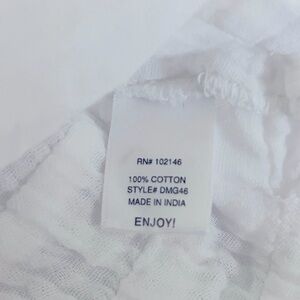 RN# 102146
100% COTTON
STYLE# DMG46
MADE IN INDIA
ENJOY!